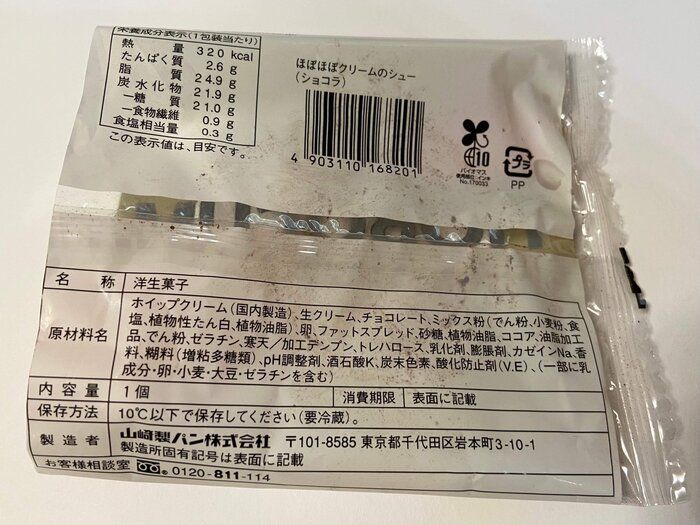 栄養成分表示(1包装当たり)
熱量 320 kcal
たんぱく質 2.6 g
脂質 24.9 g
炭水化物 21.9 g
―糖質 21.0 g
―食物繊維 0.9 g
食塩相当量 0.3 g
この表示値は、目安です。
ほぼほぼクリームのシュー
(ショコラ)
4 903110 168201
10
バイオマス
No.170033
プラ
PP
名称 洋生菓子
原材料名 ホイップクリーム(国内製造)、生クリーム、チョコレート、ミックス粉(でん粉、小麦粉、食
塩、植物性たん白、植物油脂)、卵、ファットスプレッド、砂糖、植物油脂、ココア、油脂加工
品、でん粉、ゼラチン、寒天/加工デンプン、トレハロース、乳化剤、膨脹剤、カゼインNa、香
料、糊料(増粘多糖類)、pH調整剤、酒石酸K、炭末色素、酸化防止剤(V.E)、(一部に乳
成分・卵・小麦・大豆・ゼラチンを含む)
内容量 1個 消費期限 表面に記載
保存方法 10℃以下で保存してください(要冷蔵)。
製造者 山崎製パン株式会社 〒101-8585 東京都千代田区岩本町3-10-1
製造所固有記号は表面に記載
お客様相談室 0120-811-114